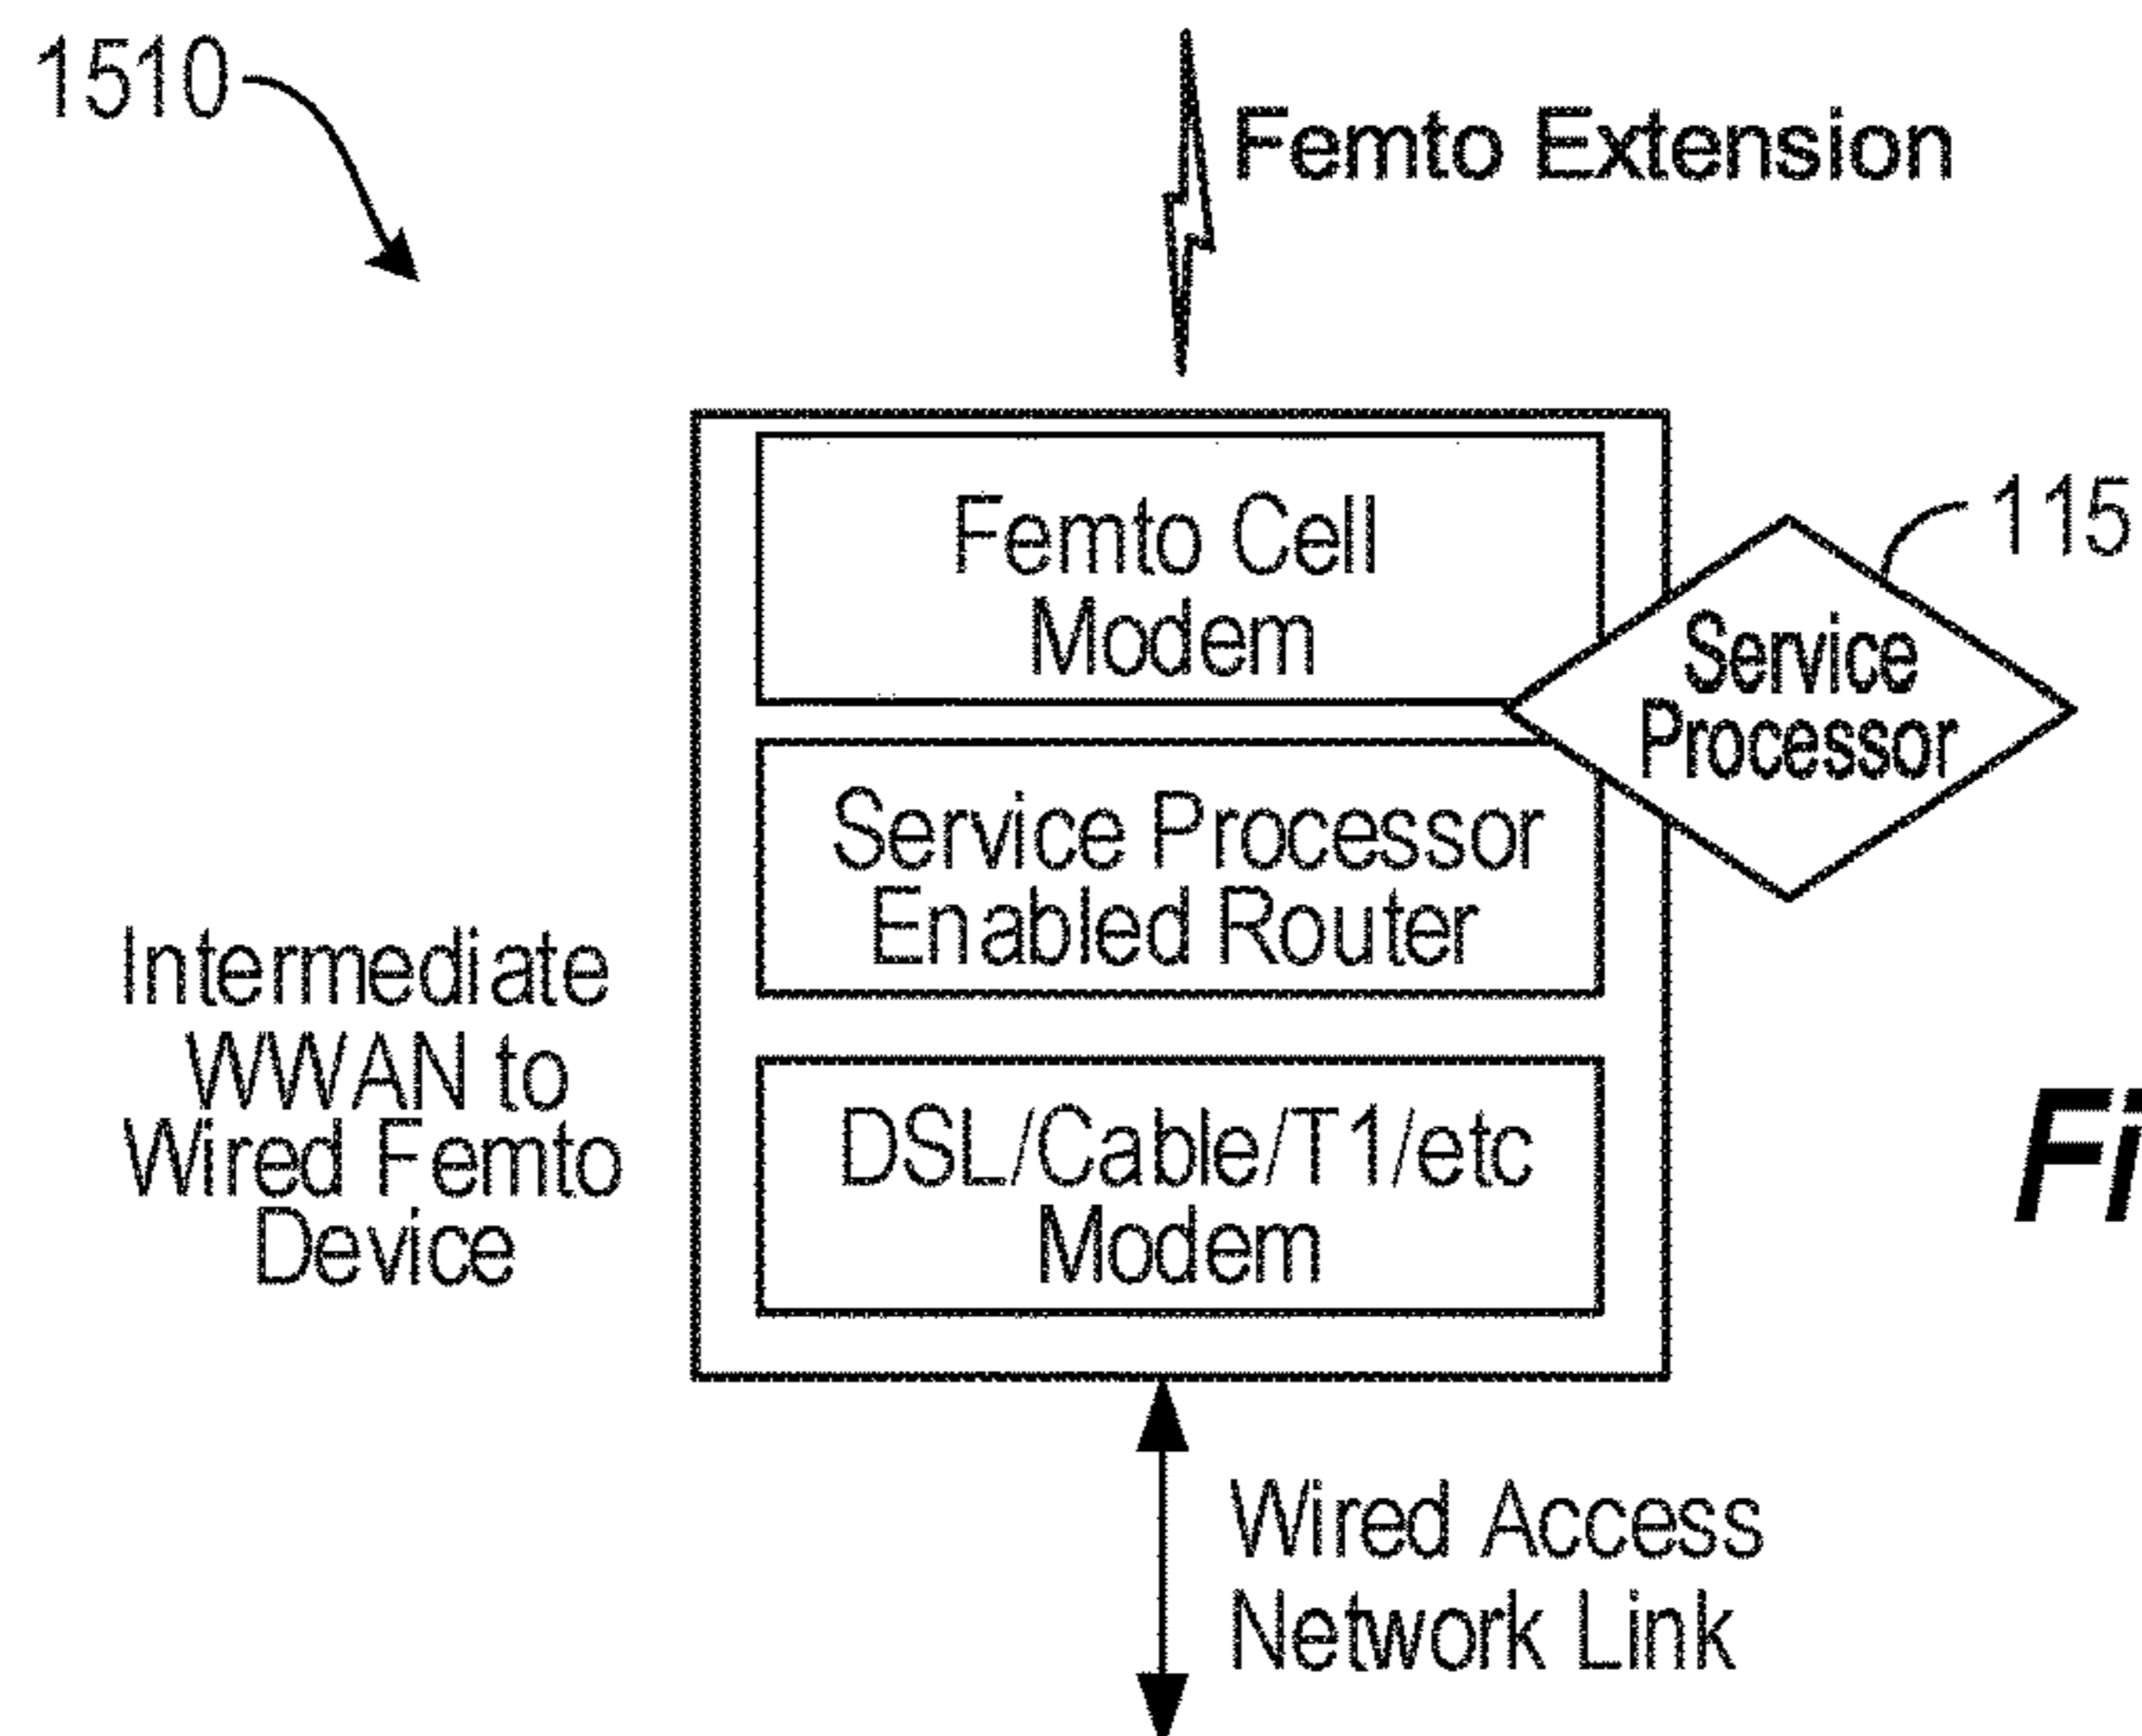 1510
Femto Extension
Femto Cell
Modem
115
Service
Processor
Service Processor
Enabled Router
Intermediate
WWAN to
Wired Femto
Device
DSL/Cable/T1/etc
Modem
Fi
Wired Access
Network Link